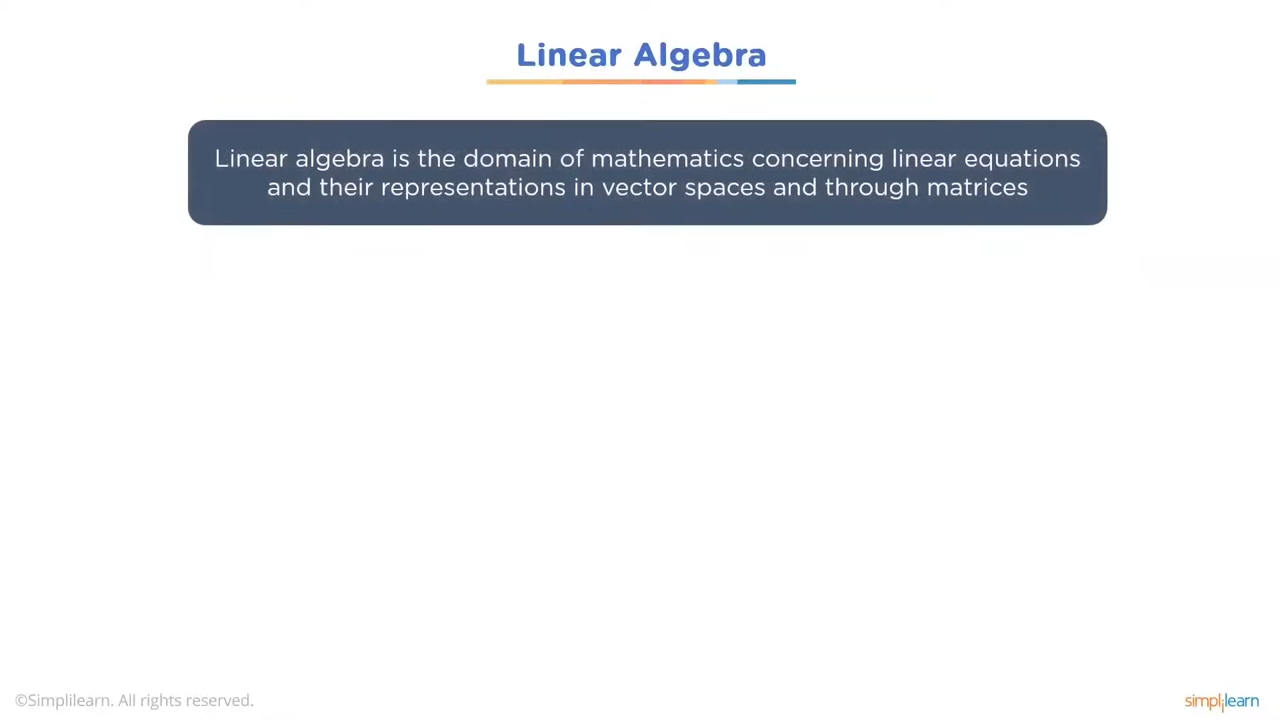 Linear Algebra
Linear algebra is the domain of mathematics concerning linear equations
and their representations in vector spaces and through matrices
©Simplilearn. All rights reserved.
simplilearn